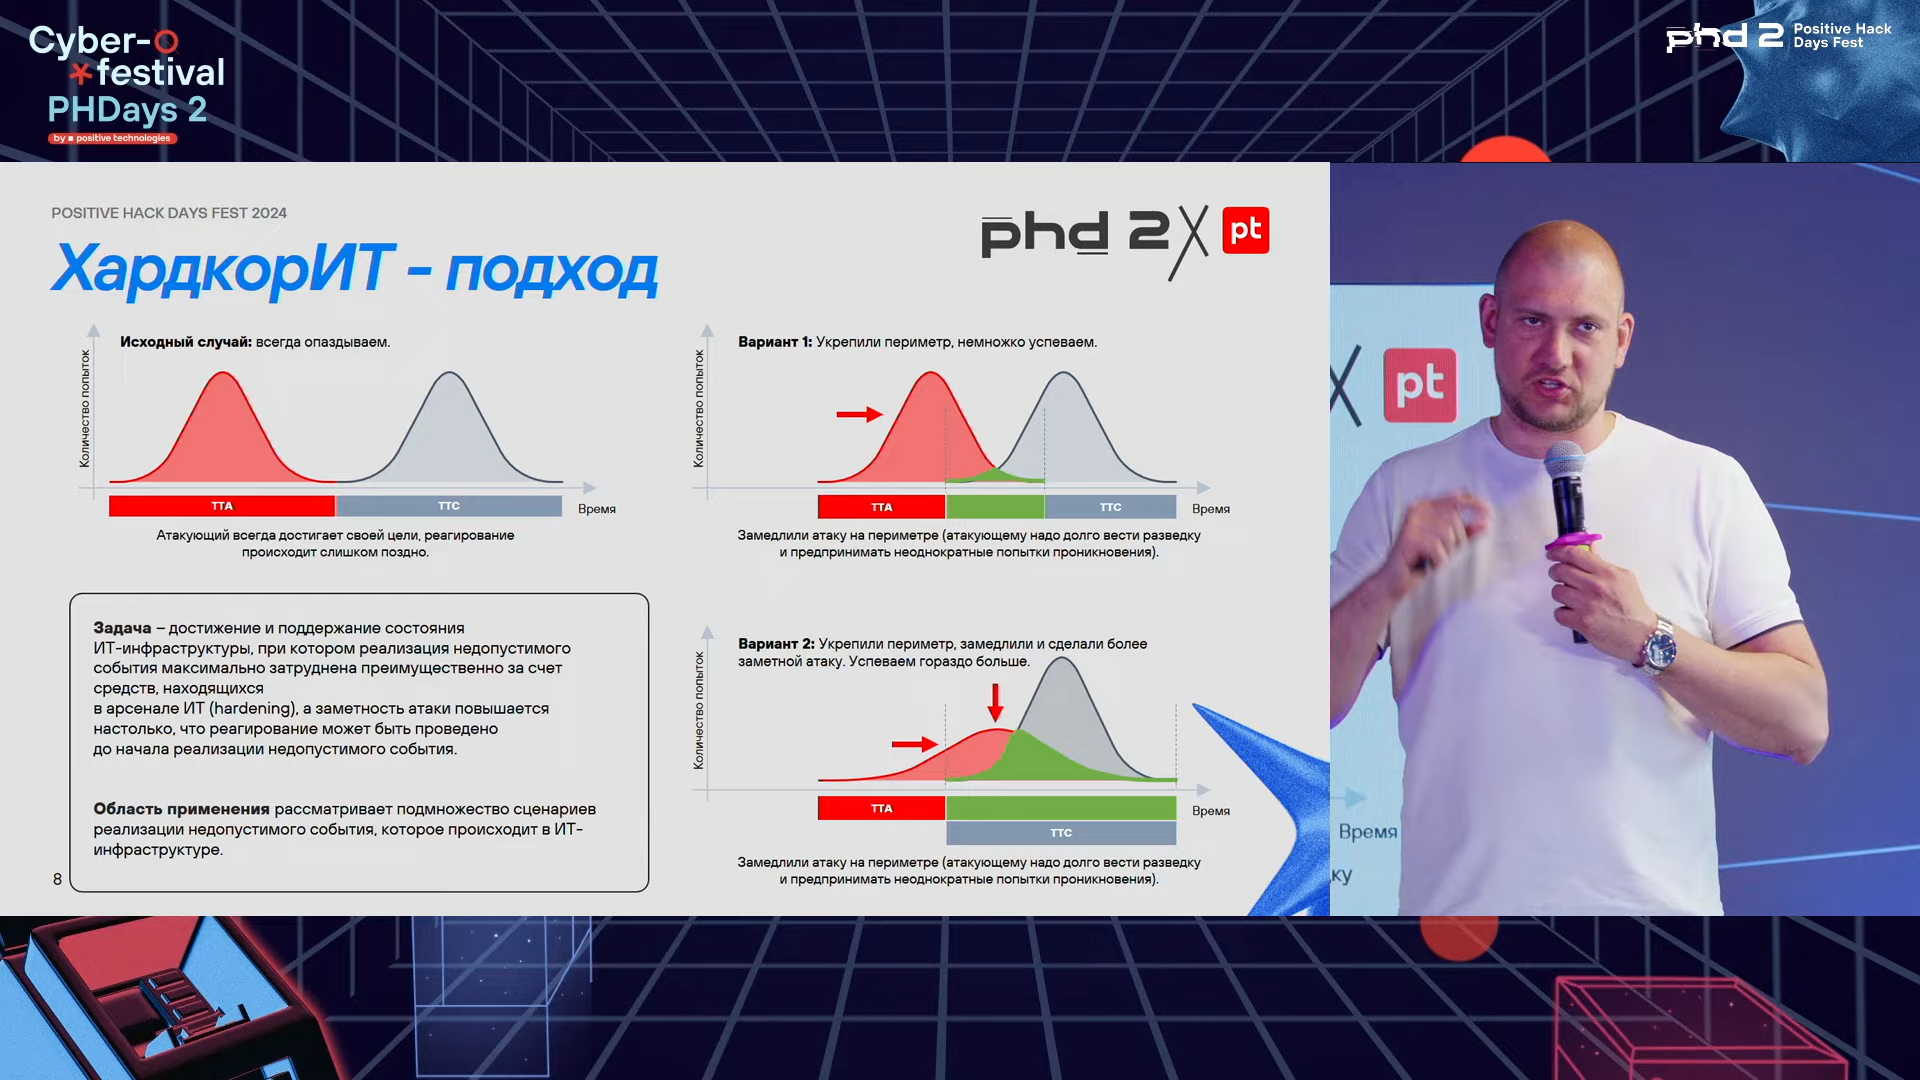 Cyber-
festival
PHDays 2
by positive technologies
phd 2 Positive Hack
Days Fest
POSITIVE HACK DAYS FEST 2024
ХардкорИТ - подход
phd 2 pt
Исходный случай: всегда опаздываем.
Количество попыток
TTA
TTC
Время
Атакующий всегда достигает своей цели, реагирование
происходит слишком поздно.
Вариант 1: Укрепили периметр, немножко успеваем.
Количество попыток
TTA
TTC
Время
Замедлили атаку на периметре (атакующему надо долго вести разведку
и предпринимать неоднократные попытки проникновения).
Задача – достижение и поддержание состояния
ИТ-инфраструктуры, при котором реализация недопустимого
события максимально затруднена преимущественно за счет
средств, находящихся
в арсенале ИТ (hardening), а заметность атаки повышается
настолько, что реагирование может быть проведено
до начала реализации недопустимого события.
Область применения рассматривает подмножество сценариев
реализации недопустимого события, которое происходит в ИТ-
инфраструктуре.
8
Вариант 2: Укрепили периметр, замедлили и сделали более
заметной атаку. Успеваем гораздо больше.
Количество попыток
TTA
TTC
Время
Замедлили атаку на периметре (атакующему надо долго вести разведку
и предпринимать неоднократные попытки проникновения).
pt
Время
ку